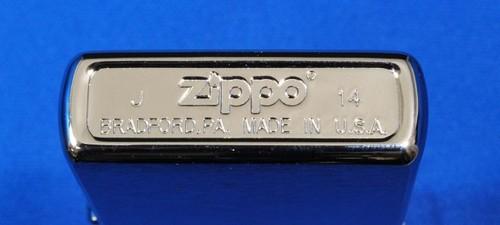 J Zippo® 14
BRADFORD, PA. MADE IN U.S.A.